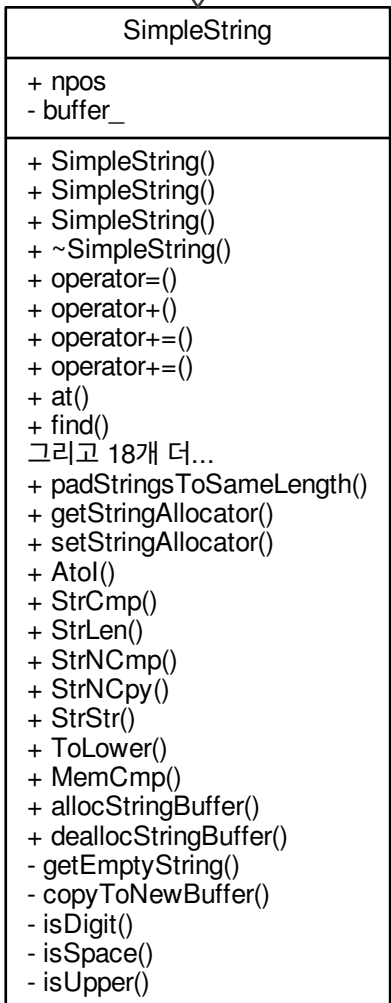 SimpleString
+ npos
- buffer_
+ SimpleString()
+ SimpleString()
+ SimpleString()
+ ~SimpleString()
+ operator=()
+ operator+()
+ operator+=()
+ operator+=()
+ at()
+ find()
그리고 18개 더...
+ padStringsToSameLength()
+ getStringAllocator()
+ setStringAllocator()
+ AtoI()
+ StrCmp()
+ StrLen()
+ StrNCmp()
+ StrNCpy()
+ StrStr()
+ ToLower()
+ MemCmp()
+ allocStringBuffer()
+ deallocStringBuffer()
- getEmptyString()
- copyToNewBuffer()
- isDigit()
- isSpace()
- isUpper()